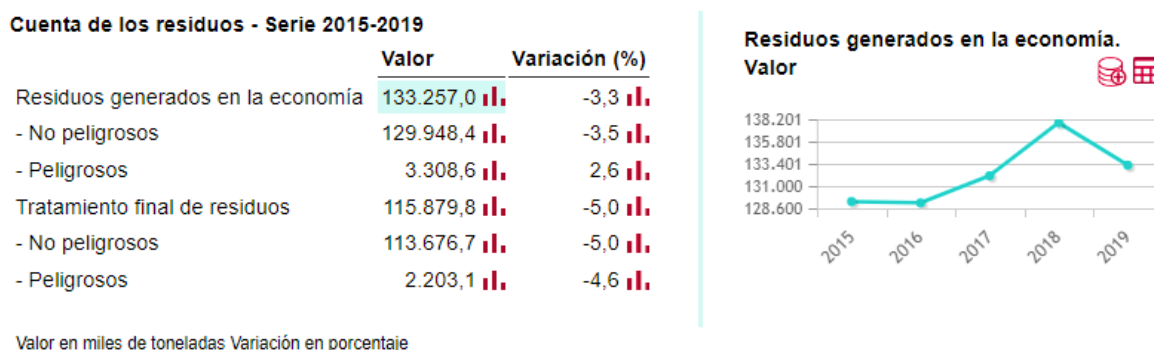 Cuenta de los residuos - Serie 2015-2019
Valor Variación (%)
Residuos generados en la economía 133.257,0 -3,3
- No peligrosos 129.948,4 -3,5
- Peligrosos 3.308,6 2,6
Tratamiento final de residuos 115.879,8 -5,0
- No peligrosos 113.676,7 -5,0
- Peligrosos 2.203,1 -4,6
Valor en miles de toneladas Variación en porcentaje
Residuos generados en la economía.
Valor
138.201
135.801
133.401
131.000
128.600
2015 2016 2017 2018 2019